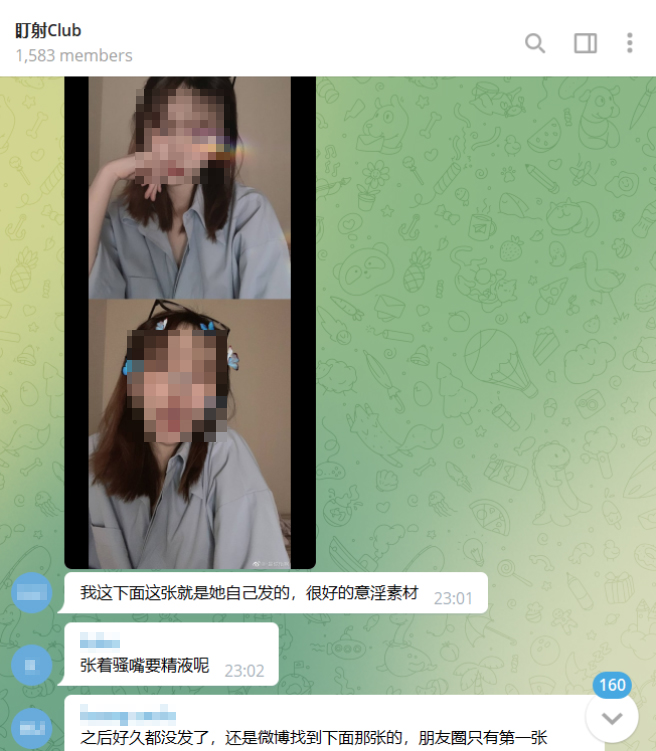 盯射Club
1,583 members
我这下面这张就是她自己发的，很好的意淫素材
23:01
张着骚嘴要精液呢
23:02
160
之后好久都没发了，还是微博找到下面那张的，朋友圈只有第一张